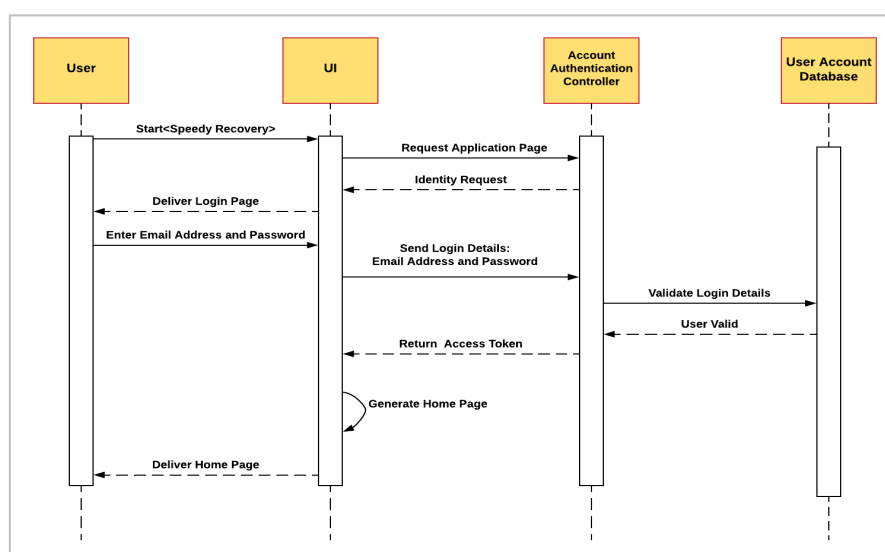 User
UI
Account
Authentication
Controller
User Account
Database
Start<Speedy Recovery>
Request Application Page
Identity Request
Deliver Login Page
Enter Email Address and Password
Send Login Details:
Email Address and Password
Validate Login Details
User Valid
Return Access Token
Generate Home Page
Deliver Home Page